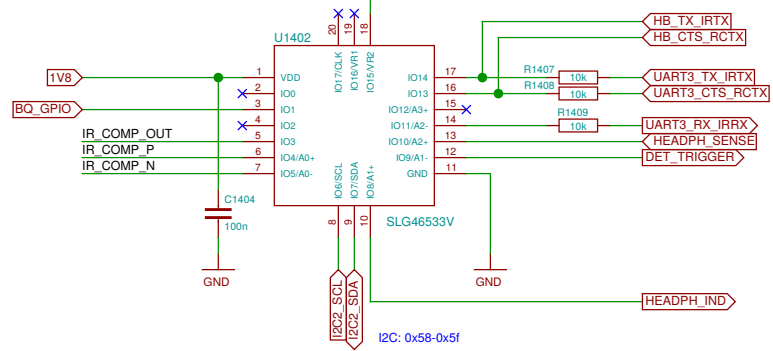 HB_TX_IRTX
HB_CTS_RCTX
U1402
20
19
18
IO17/CLK
IO16/VR1
IO15/VR2
1V8
1
VDD
IO14
17
R1407
10k
UART3_TX_IRTX
2
IO0
IO13
16
R1408
10k
UART3_CTS_RCTX
BQ_GPIO
3
IO1
IO12/A3+
15
4
IO2
IO11/A2-
14
R1409
10k
UART3_RX_IRRX
IR_COMP_OUT
5
IO3
IO10/A2+
13
HEADPH_SENSE
IR_COMP_P
6
IO4/A0+
IO9/A1-
12
DET_TRIGGER
IR_COMP_N
7
IO5/A0-
GND
11
IO6/SCL
IO7/SDA
IO8/A1+
8
9
10
SLG46533V
C1404
100n
GND
GND
I2C2_SCL
I2C2_SDA
HEADPH_IND
I2C: 0x58-0x5f